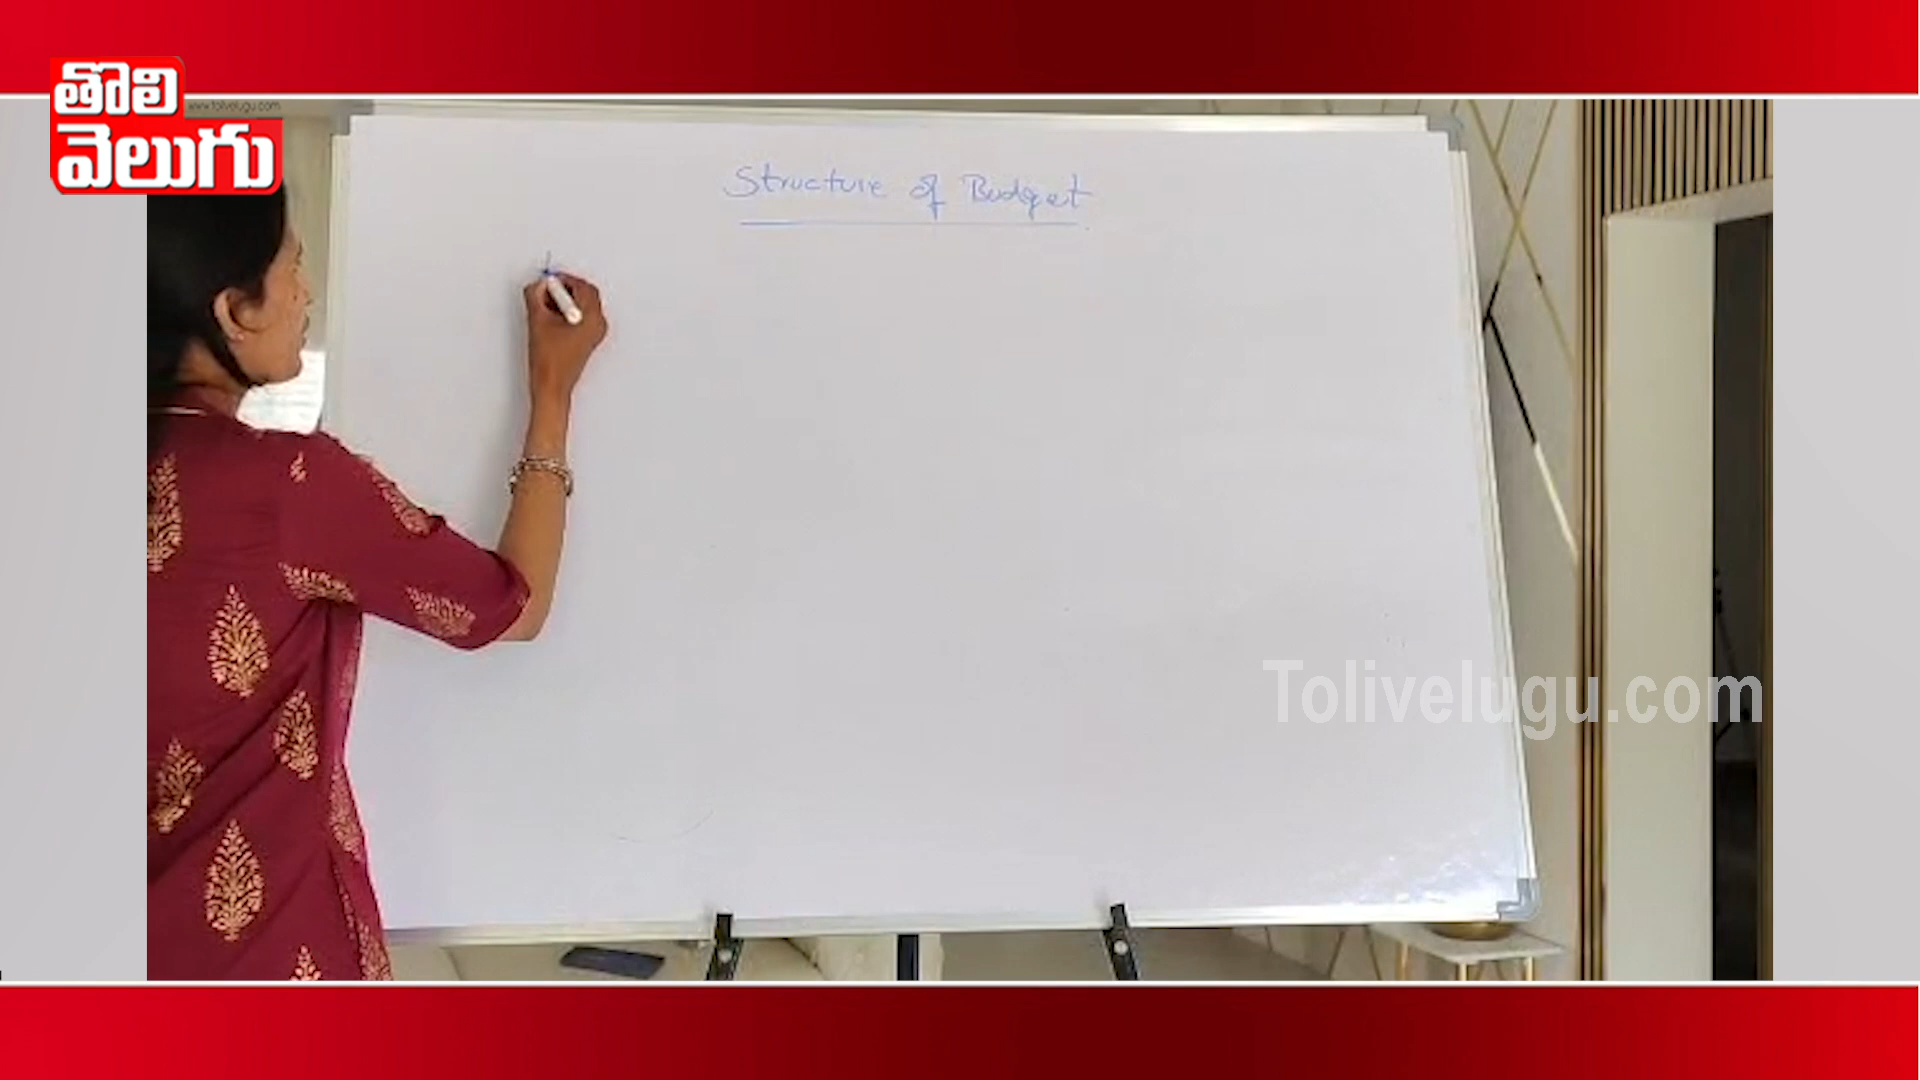 తొలి
www.tolivelugu.com
వెలుగు
Structure of Budget
Tolivelugu.com